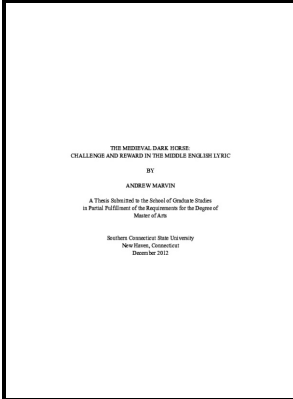 THE MEDIEVAL DARK HORSE:
CHALLENGE AND REWARD IN THE MIDDLE ENGLISH LYRIC
BY
ANDREW MARVIN
A Thesis Submitted to the School of Graduate Studies
in Partial Fulfillment of the Requirements for the Degree of
Master of Arts
Southern Connecticut State University
New Haven, Connecticut
December 2012